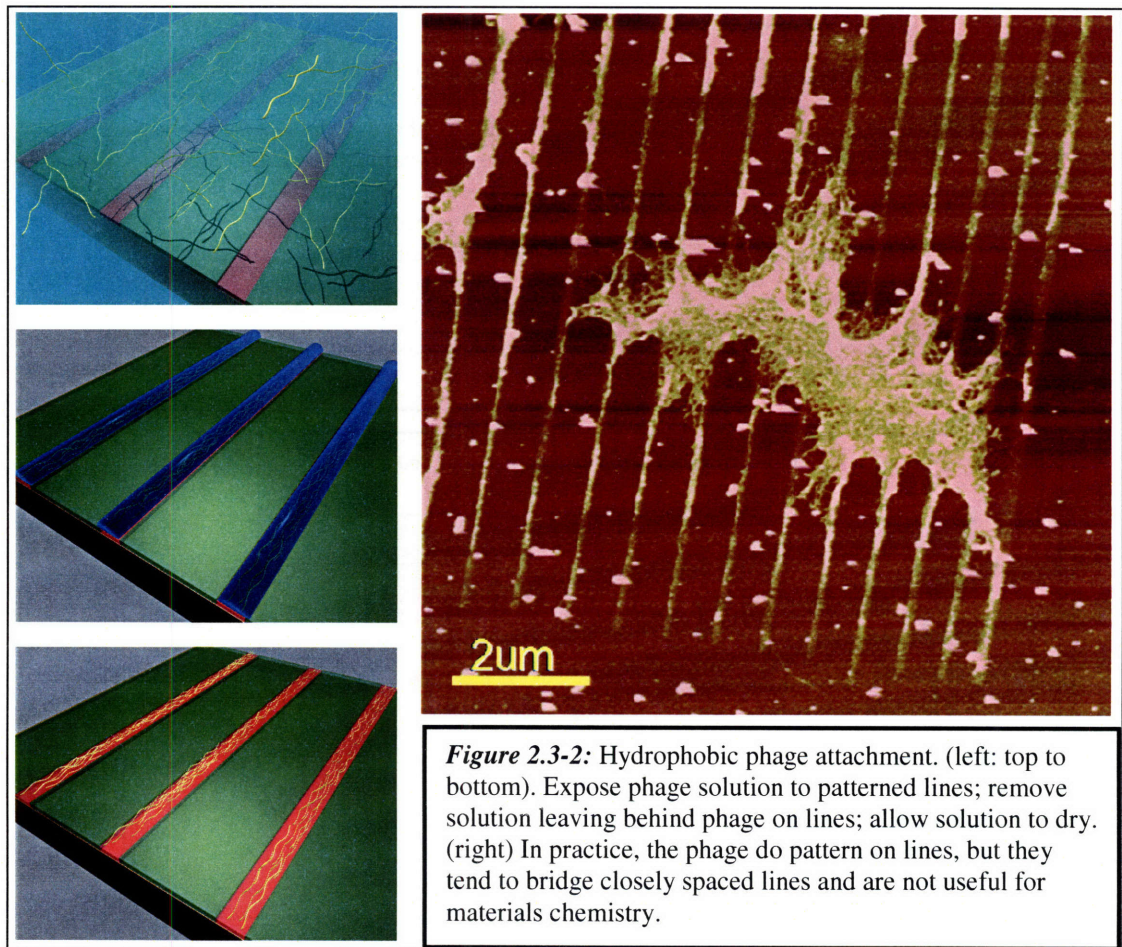 2um
Figure 2.3-2: Hydrophobic phage attachment. (left: top to
bottom). Expose phage solution to patterned lines; remove
solution leaving behind phage on lines; allow solution to dry.
(right) In practice, the phage do pattern on lines, but they
tend to bridge closely spaced lines and are not useful for
materials chemistry.